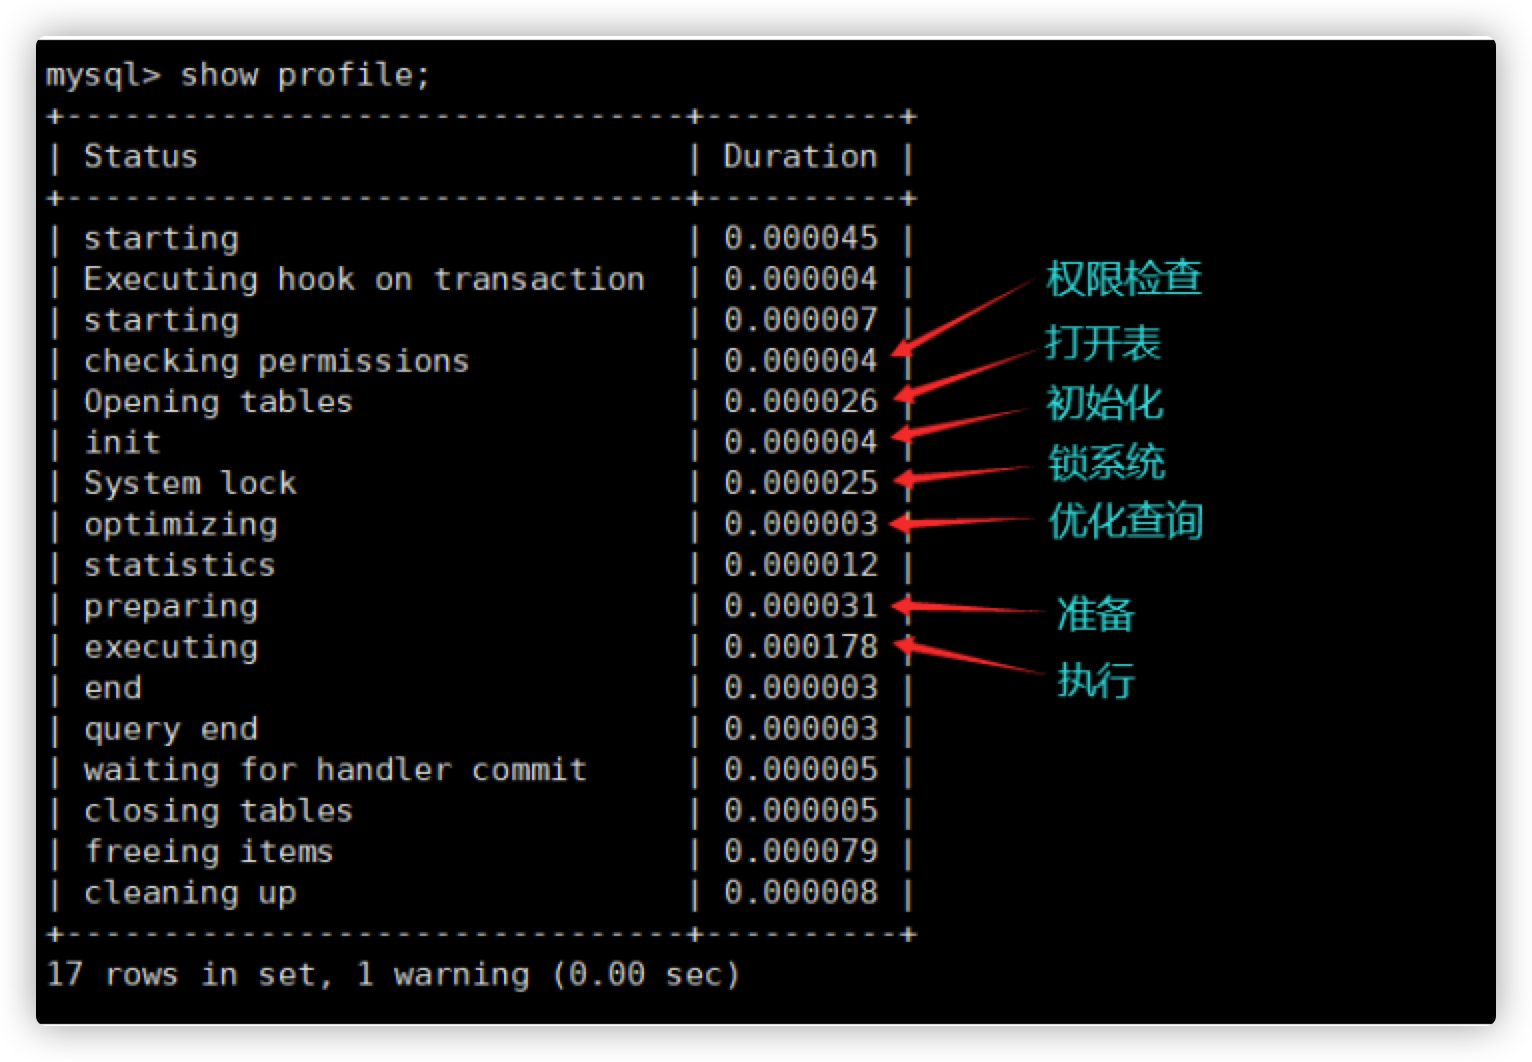 mysql> show profile;
+--------------------------------+----------+
| Status                         | Duration |
+--------------------------------+----------+
| starting                       | 0.000045 |
| Executing hook on transaction  | 0.000004 | 权限检查
| starting                       | 0.000007 |
| checking permissions           | 0.000004 | 打开表
| Opening tables                 | 0.000026 | 初始化
| init                           | 0.000004 | 锁系统
| System lock                    | 0.000025 |
| optimizing                     | 0.000003 | 优化查询
| statistics                     | 0.000012 |
| preparing                      | 0.000031 | 准备
| executing                      | 0.000178 | 执行
| end                            | 0.000003 |
| query end                      | 0.000003 |
| waiting for handler commit     | 0.000005 |
| closing tables                 | 0.000005 |
| freeing items                  | 0.000079 |
| cleaning up                    | 0.000008 |
+--------------------------------+----------+
17 rows in set, 1 warning (0.00 sec)